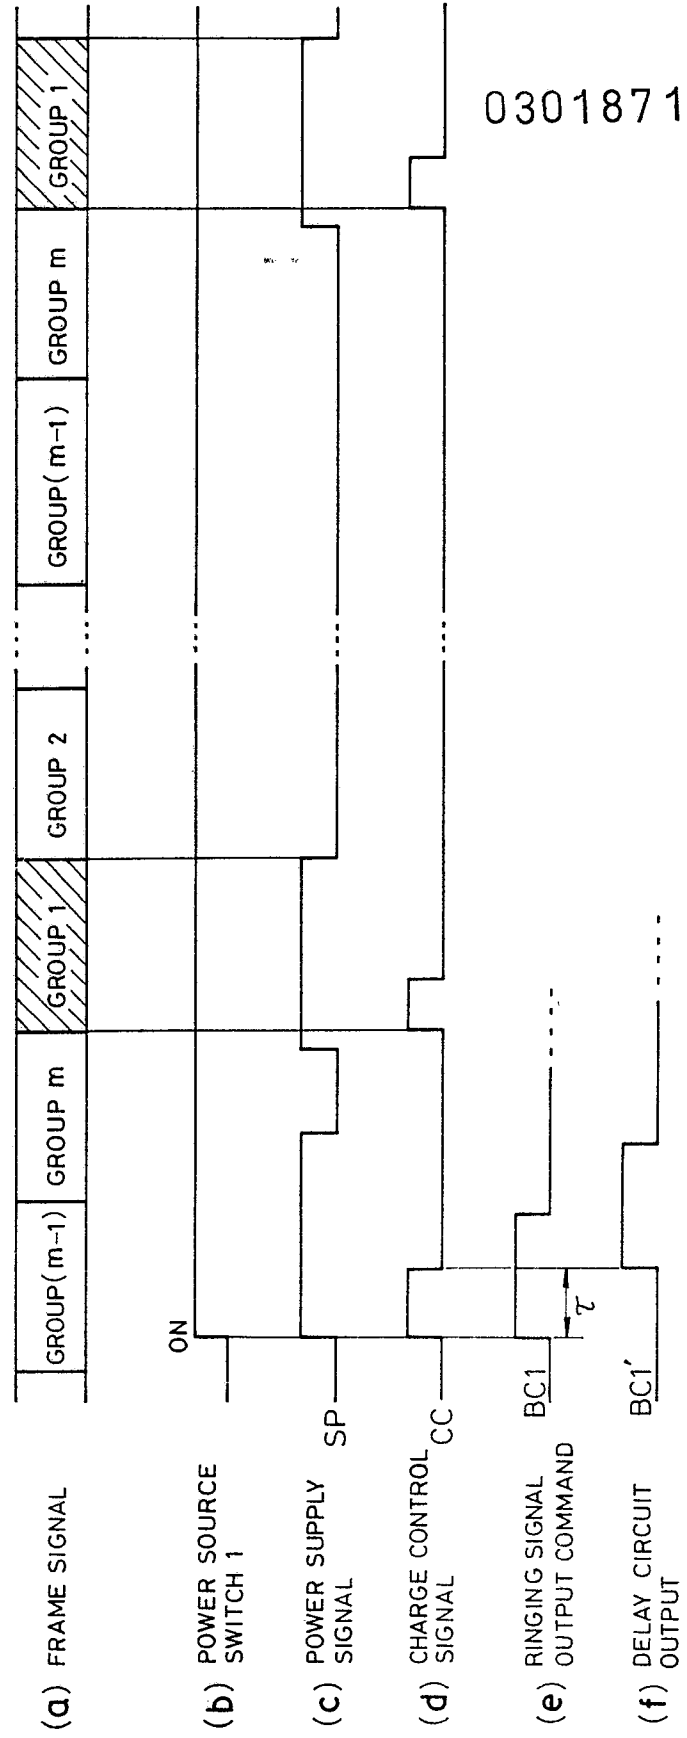 0301871
(a) FRAME SIGNAL
GROUP(m-1)
GROUP m
GROUP 1
GROUP 2
GROUP(m-1)
GROUP m
GROUP 1
(b) POWER SOURCE
SWITCH 1
ON
(c) POWER SUPPLY
SIGNAL
SP
(d) CHARGE CONTROL
SIGNAL
CC
(e) RINGING SIGNAL
OUTPUT COMMAND
BC1
τ
(f) DELAY CIRCUIT
OUTPUT
BC1'